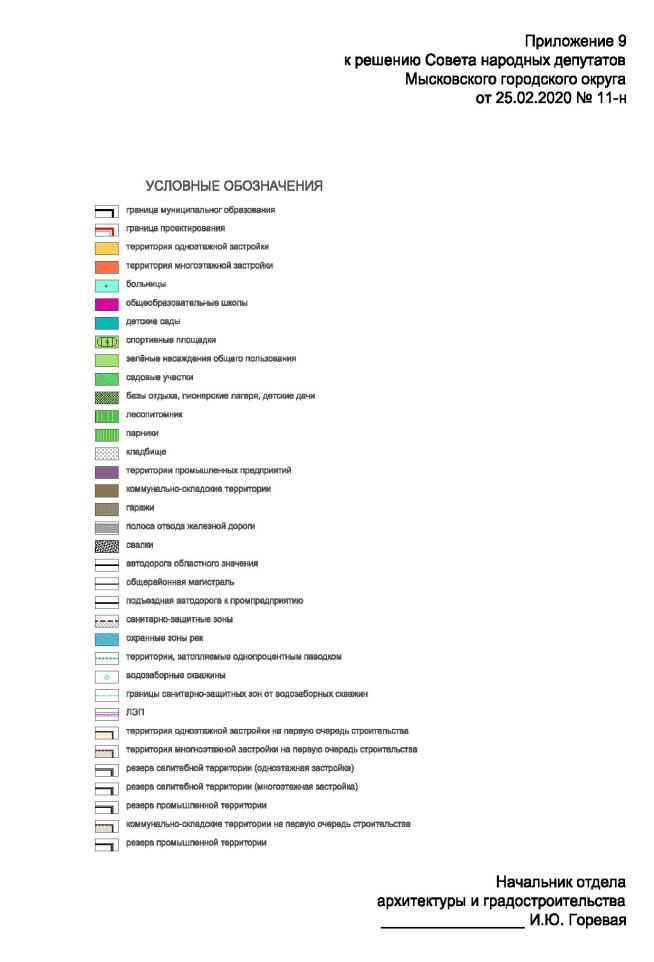 Приложение 9
к решению Совета народных депутатов
Мысковского городского округа
от 25.02.2020 № 11-н
УСЛОВНЫЕ ОБОЗНАЧЕНИЯ
граница муниципальног образования
граница проектирования
территория одноэтажной застройки
территория многоэтажной застройки
больницы
общеобразовательные школы
детские сады
спортивные площадки
зелёные насаждения общего пользования
садовые участки
базы отдыха, пионерские лагеря, детские дачи
лесопитомник
парники
кладбище
территории промышленных предприятий
коммунально-складские территории
гаражи
полоса отвода железной дороги
свалки
автодорога областного значения
общерайонная магистраль
подъездная автодорога к промпредприятию
санитарно-защитные зоны
охранные зоны рек
территории, затопляемые однопроцентным паводком
водозаборные скважины
границы санитарно-защитных зон от водозаборных скважин
ЛЭП
территория одноэтажной застройки на первую очередь строительства
территория многноэтажной застройки на первую очередь строительства
резерв селитебной территории (одноэтажная застройка)
резерв селитебной территории (многоэтажная застройка)
резерв промышленной территории
коммунально-складские территории на первую очередь строительства
резерв промышленной территории
Начальник отдела
архитектуры и градостроительства
И.Ю. Горевая